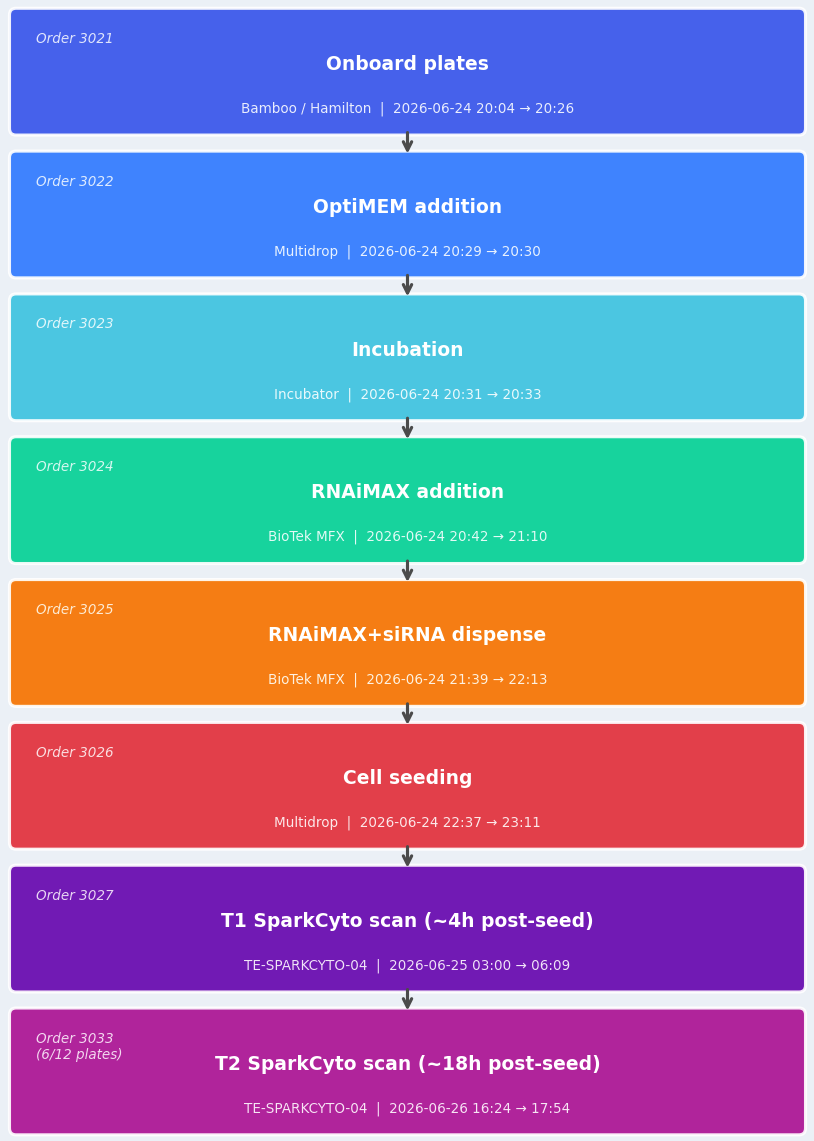 Order 3021
Onboard plates
Bamboo / Hamilton | 2026-06-24 20:04 → 20:26
Order 3022
OptiMEM addition
Multidrop | 2026-06-24 20:29 → 20:30
Order 3023
Incubation
Incubator | 2026-06-24 20:31 → 20:33
Order 3024
RNAiMAX addition
BioTek MFX | 2026-06-24 20:42 → 21:10
Order 3025
RNAiMAX+siRNA dispense
BioTek MFX | 2026-06-24 21:39 → 22:13
Order 3026
Cell seeding
Multidrop | 2026-06-24 22:37 → 23:11
Order 3027
T1 SparkCyto scan (~4h post-seed)
TE-SPARKCYTO-04 | 2026-06-25 03:00 → 06:09
Order 3033
(6/12 plates)
T2 SparkCyto scan (~18h post-seed)
TE-SPARKCYTO-04 | 2026-06-26 16:24 → 17:54